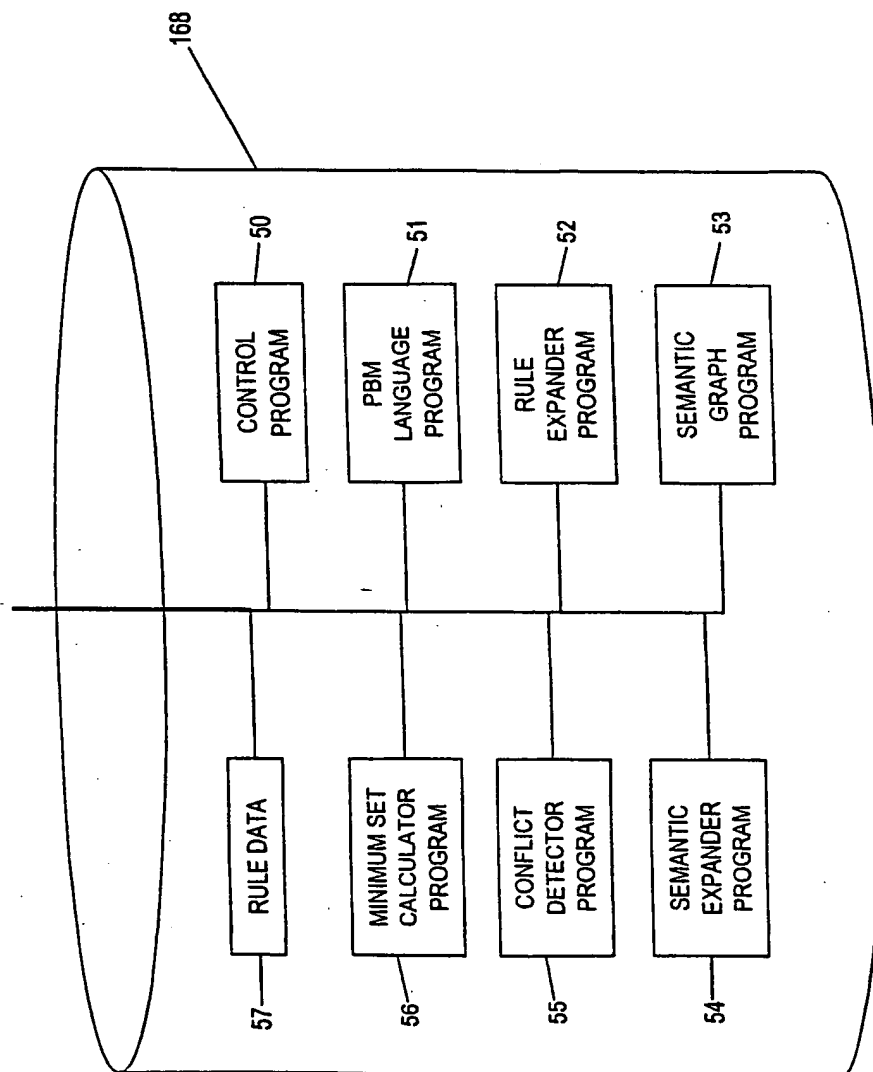 168
RULE DATA
57
CONTROL
PROGRAM
50
MINIMUM SET
CALCULATOR
PROGRAM
56
PBM
LANGUAGE
PROGRAM
51
CONFLICT
DETECTOR
PROGRAM
55
RULE
EXPANDER
PROGRAM
52
SEMANTIC
EXPANDER
PROGRAM
54
SEMANTIC
GRAPH
PROGRAM
53